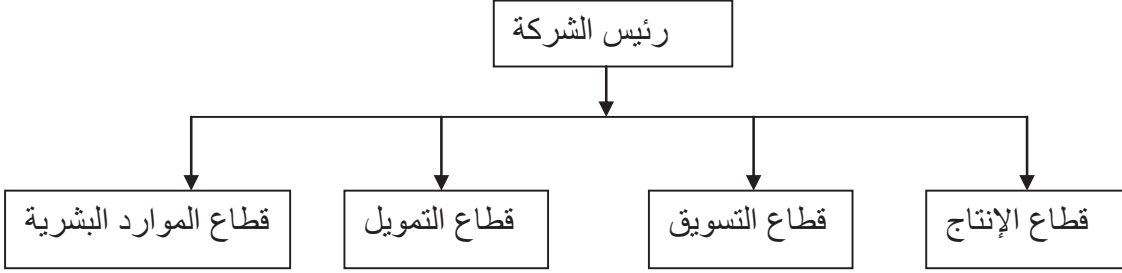 رئيس الشركة
قطاع الإنتاج
قطاع التسويق
قطاع التمويل
قطاع الموارد البشرية